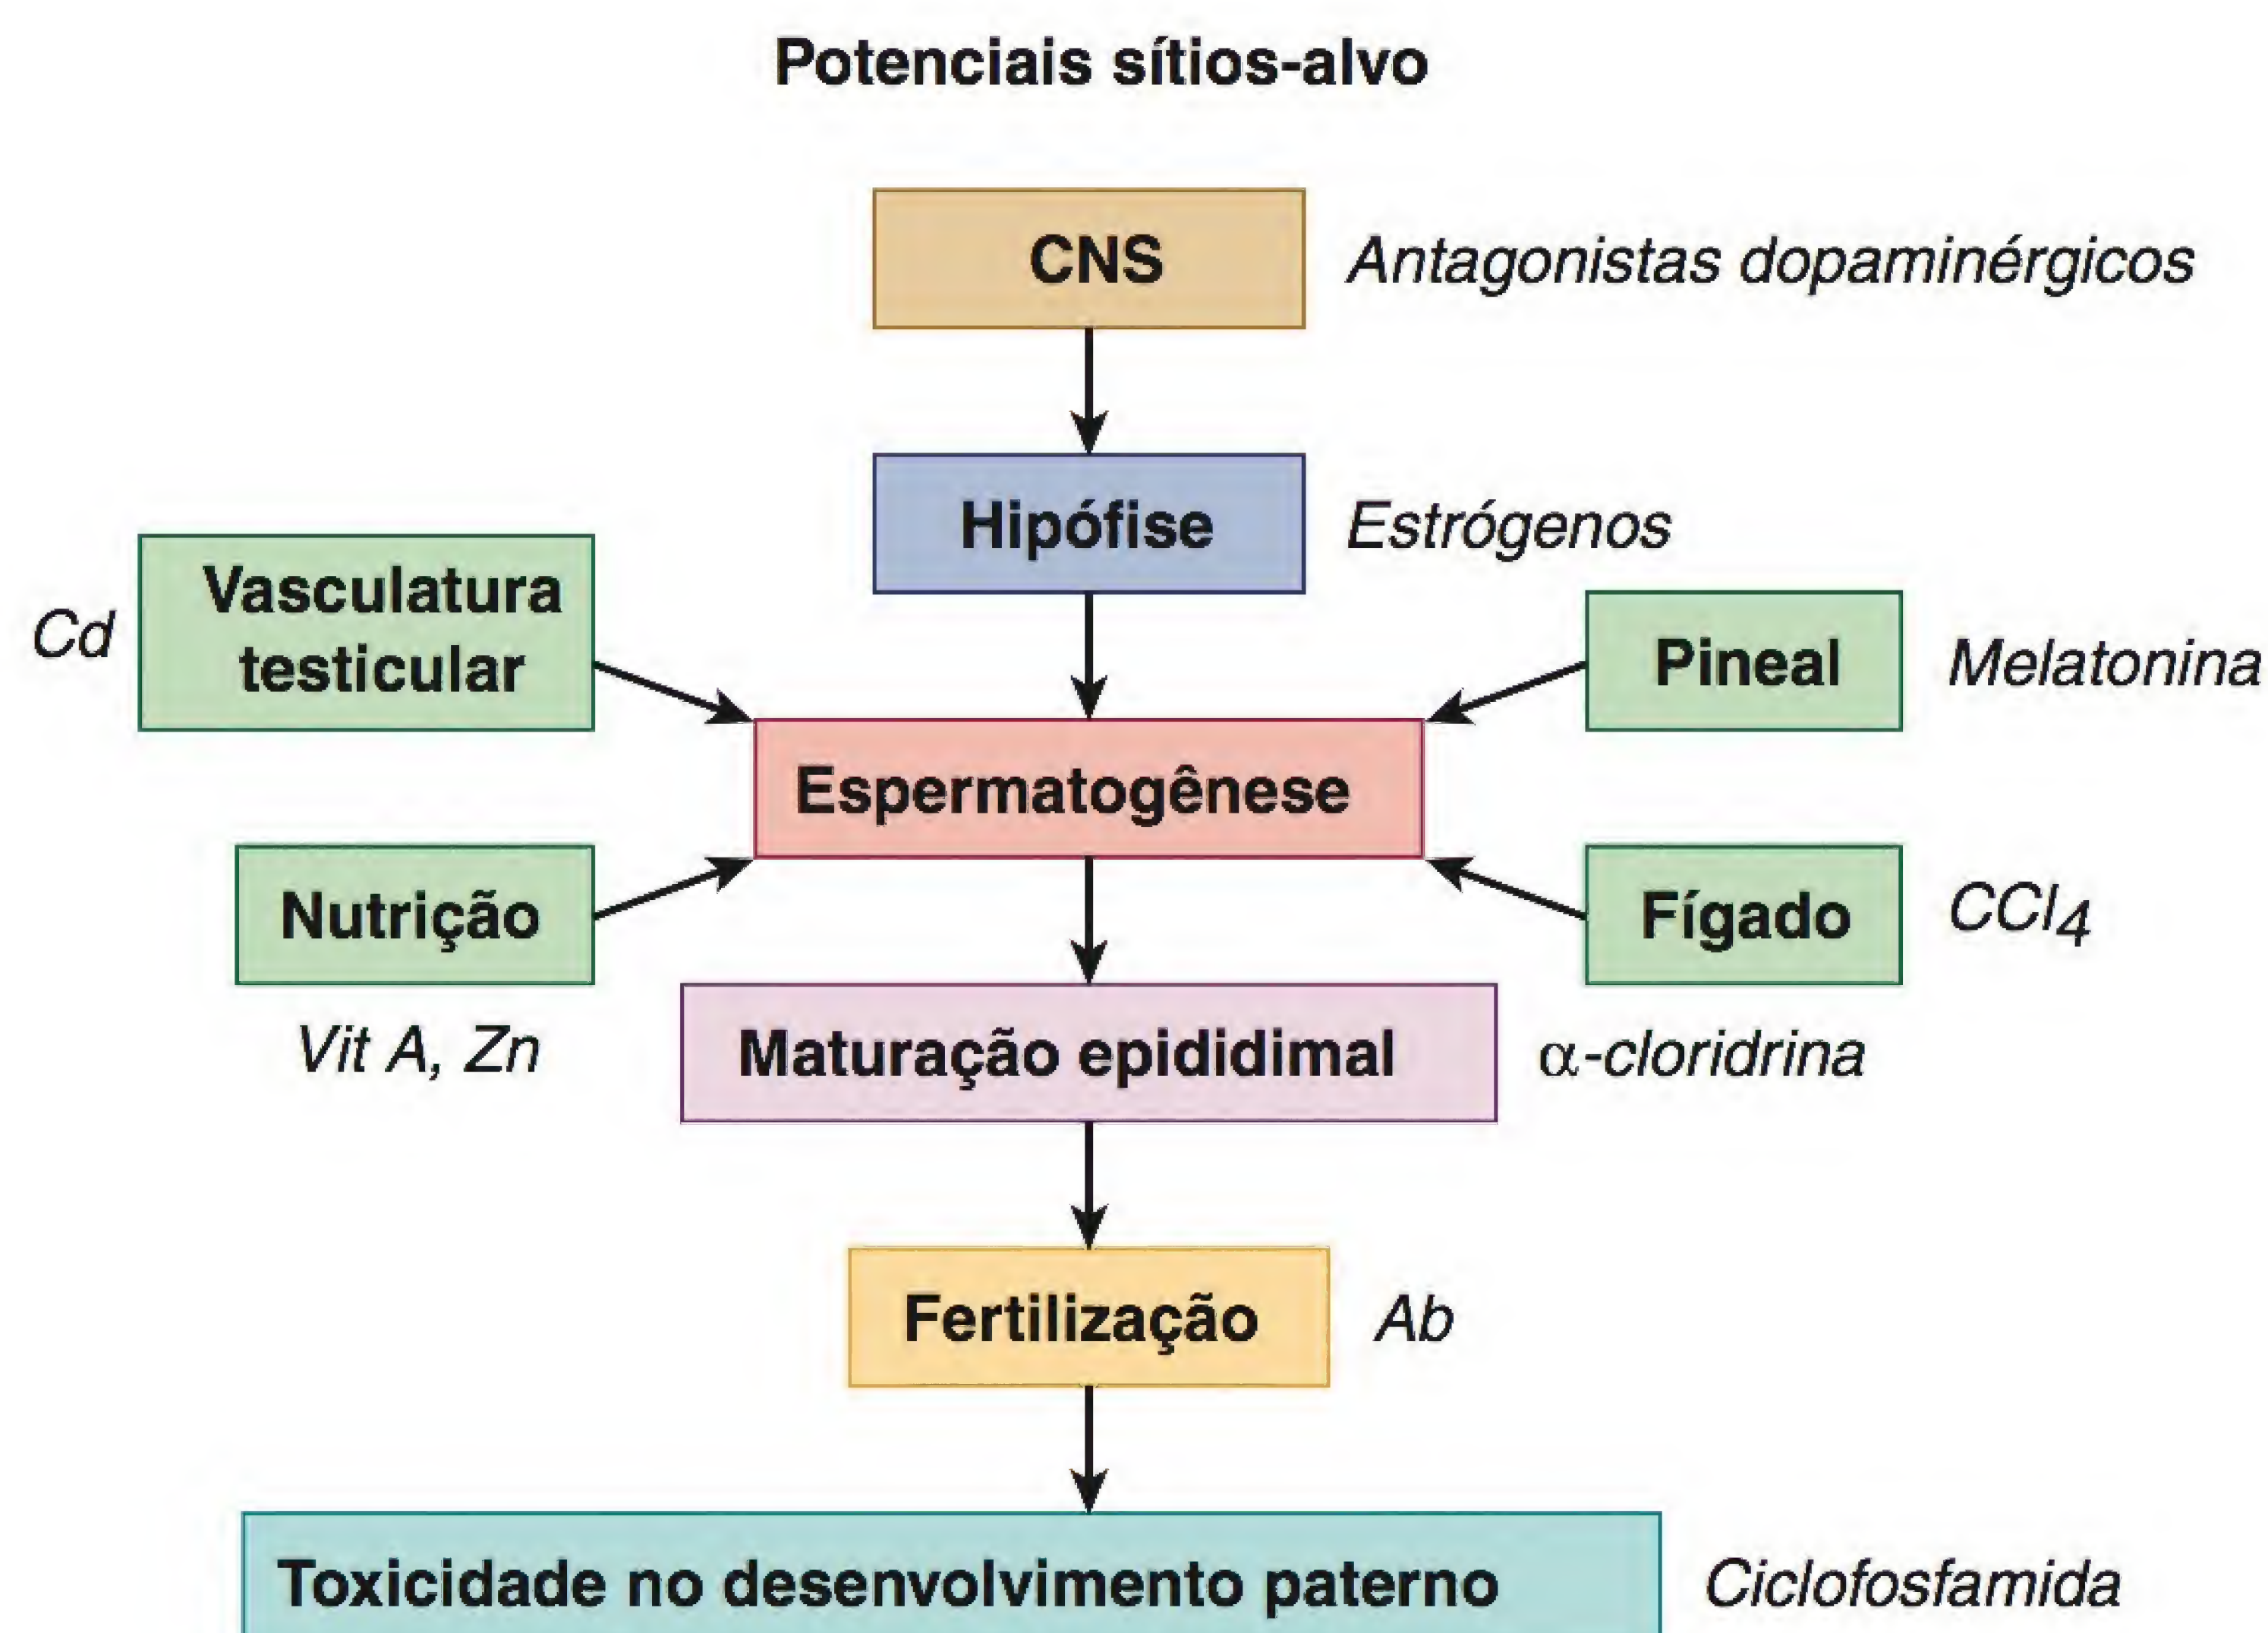 Potenciais sítios-alvo
CNS
Antagonistas dopaminérgicos
Hipófise
Estrógenos
Cd
Vasculatura
testicular
Pineal
Melatonina
Espermatogênese
Nutrição
Vit A, Zn
Fígado
CCl4
Maturação epididimal
α-cloridrina
Fertilização
Ab
Toxicidade no desenvolvimento paterno
Ciclofosfamida